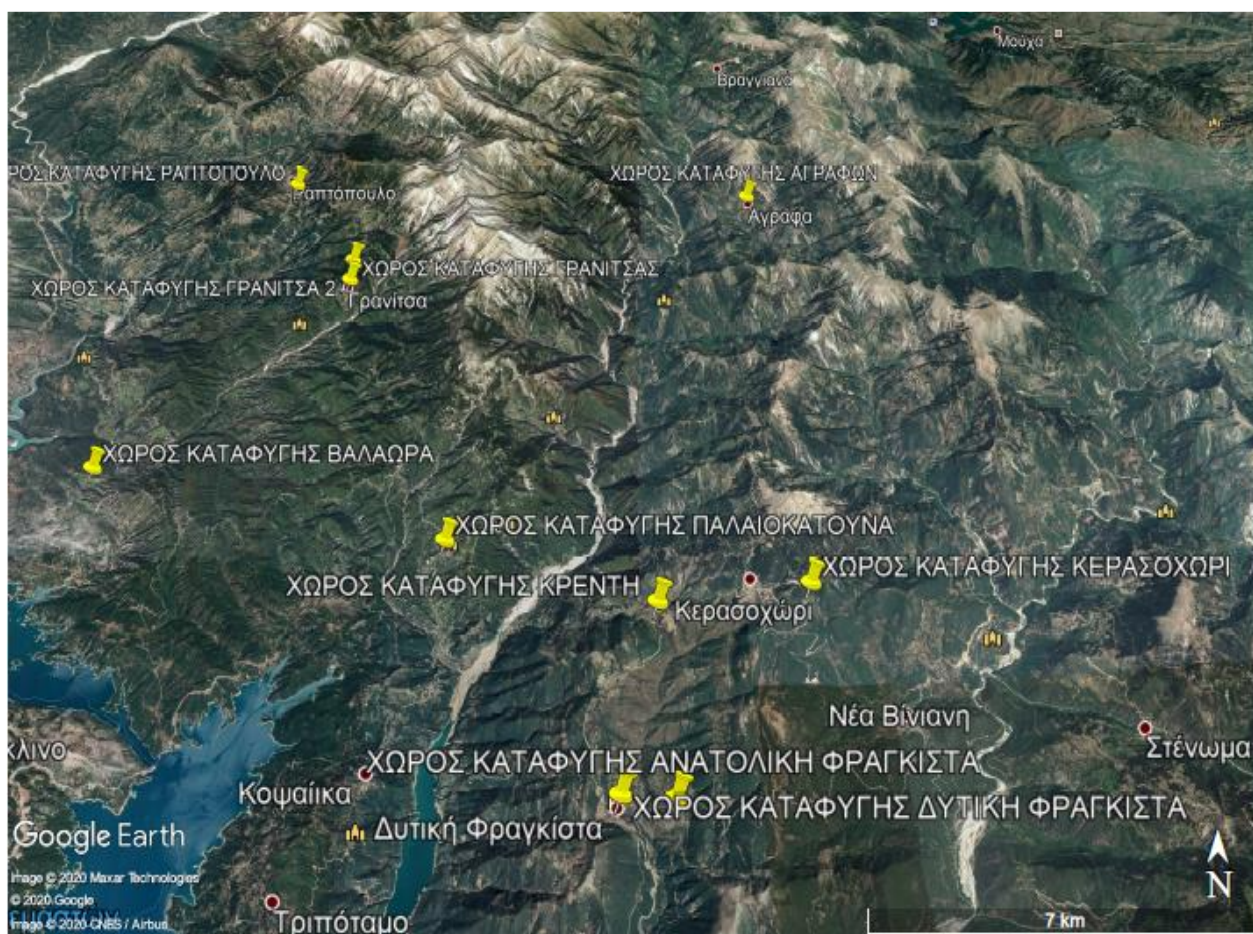 Μούχα
Βραγγιανά
ΡΟΣ ΚΑΤΑΦΥΓΗΣ ΡΑΠΤΟΠΟΥΛΟ
Ραπτόπουλο
ΧΩΡΟΣ ΚΑΤΑΦΥΓΗΣ ΑΓΡΑΦΩΝ
Άγραφα
ΧΩΡΟΣ ΚΑΤΑΦΥΓΗΣ ΓΡΑΝΙΤΣΑΣ
ΧΩΡΟΣ ΚΑΤΑΦΥΓΗΣ ΓΡΑΝΙΤΣΑ 2
Γρανίτσα
ΧΩΡΟΣ ΚΑΤΑΦΥΓΗΣ ΒΑΛΑΩΡΑ
ΧΩΡΟΣ ΚΑΤΑΦΥΓΗΣ ΠΑΛΑΙΟΚΑΤΟΥΝΑ
ΧΩΡΟΣ ΚΑΤΑΦΥΓΗΣ ΚΕΡΑΣΟΧΩΡΙ
ΧΩΡΟΣ ΚΑΤΑΦΥΓΗΣ ΚΡΕΝΤΗ
Κερασοχώρι
Νέα Βίνιανη
Στένωμα
κλινο
ΧΩΡΟΣ ΚΑΤΑΦΥΓΗΣ ΑΝΑΤΟΛΙΚΗ ΦΡΑΓΚΙΣΤΑ
Κοψαίικα
ΧΩΡΟΣ ΚΑΤΑΦΥΓΗΣ ΔΥΤΙΚΗ ΦΡΑΓΚΙΣΤΑ
Δυτική Φραγκίστα
Google Earth
Image © 2020 Maxar Technologies
© 2020 Google
Image © 2020 CNES / Airbus
Τριπόταμο
N
7 km